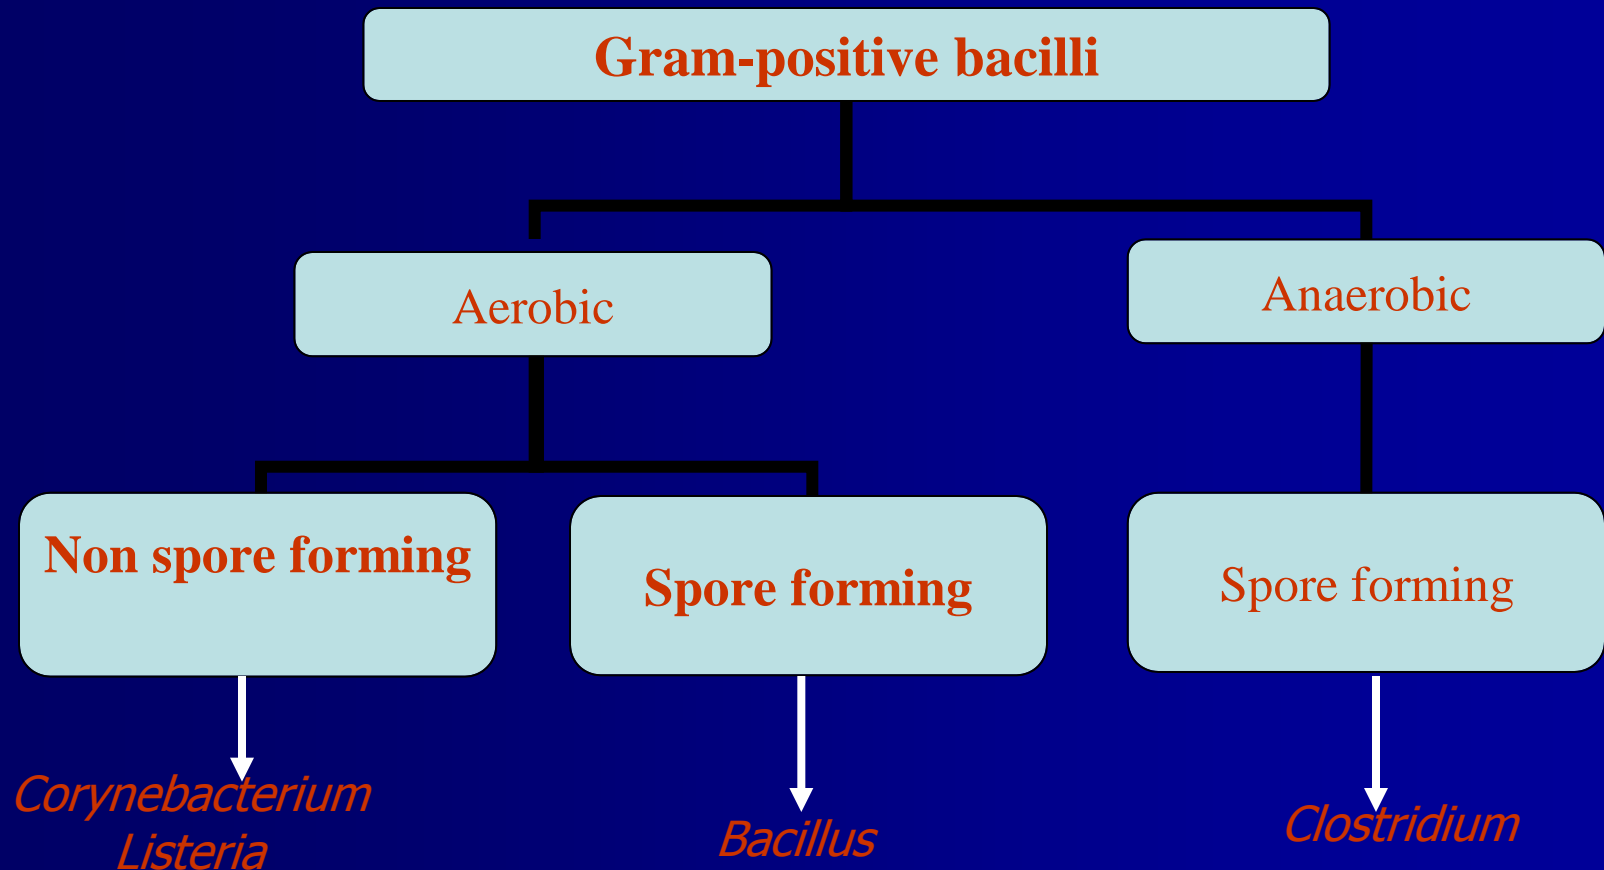 Gram-positive bacilli
Aerobic
Anaerobic
Non spore forming
Spore forming
Spore forming
Corynebacterium
Listeria
Bacillus
Clostridium